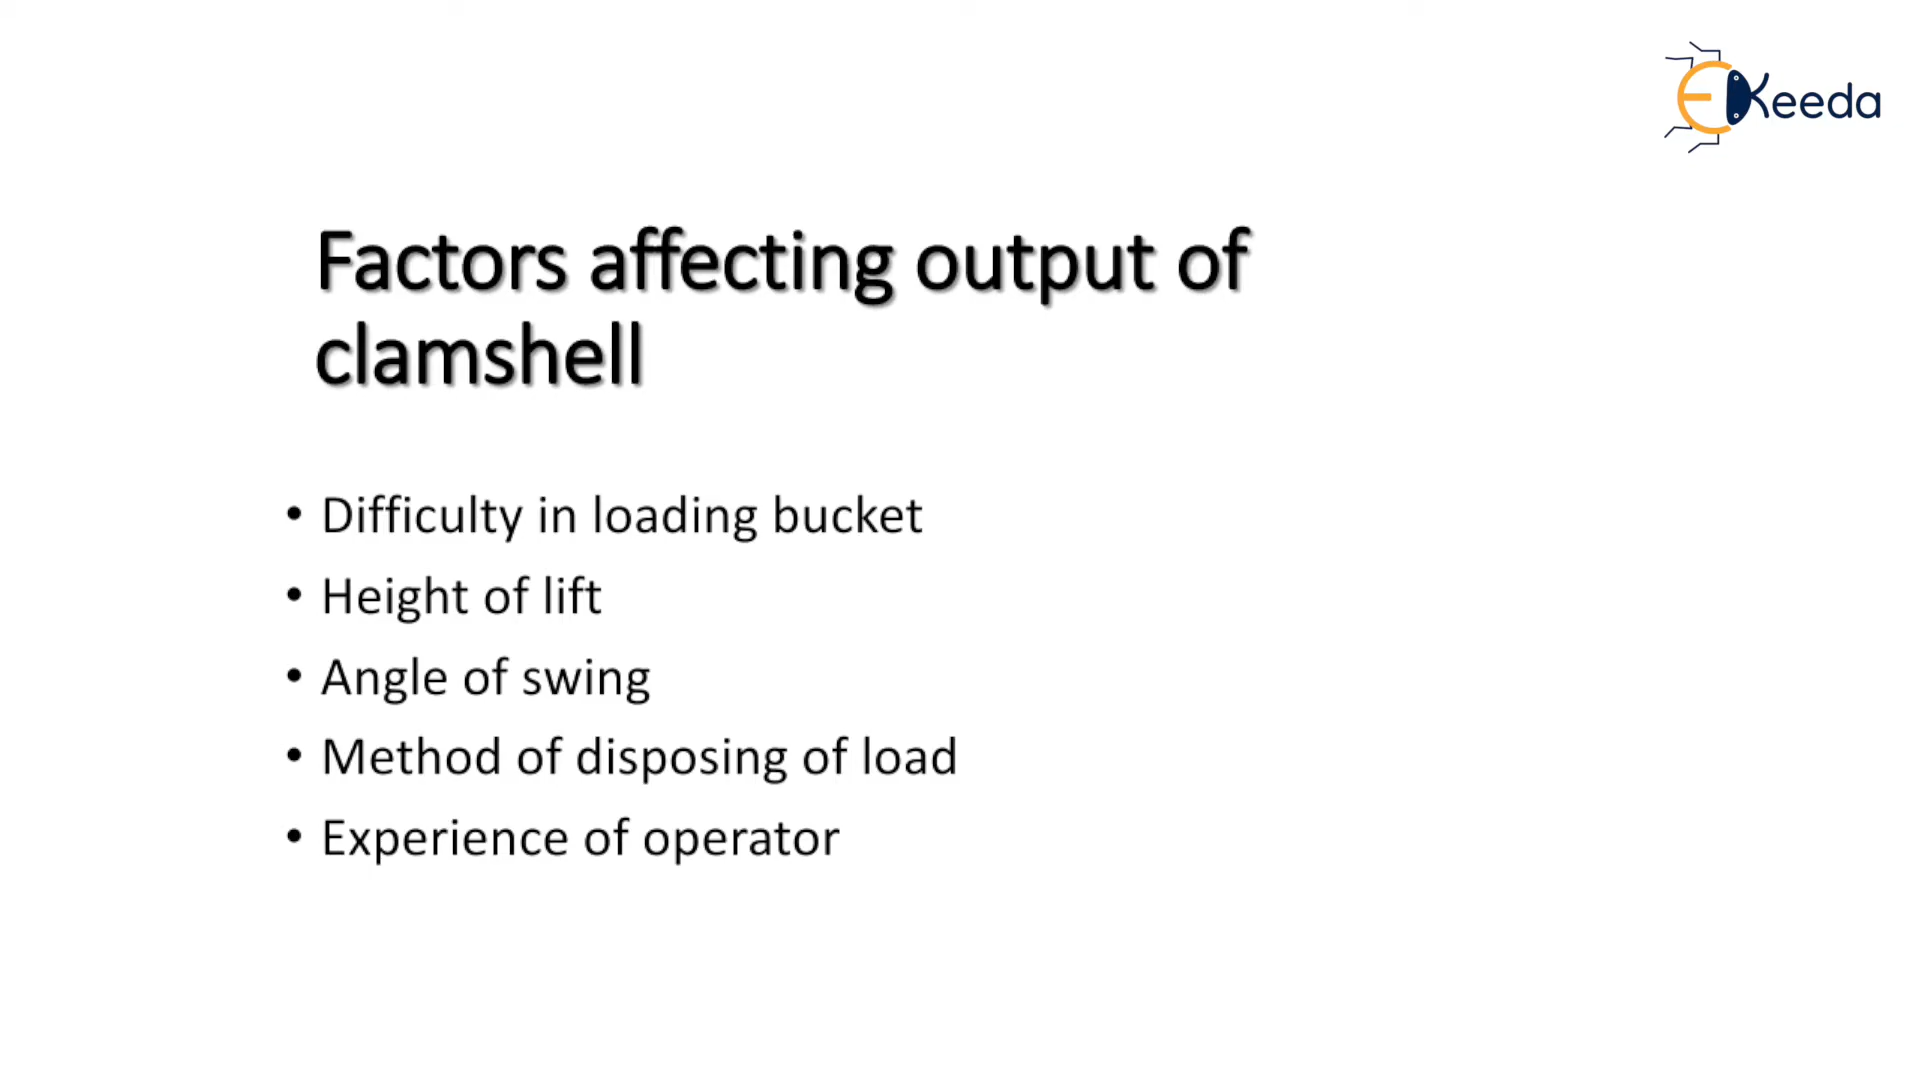 EKeeda
Factors affecting output of
clamshell
• Difficulty in loading bucket
• Height of lift
• Angle of swing
• Method of disposing of load
• Experience of operator